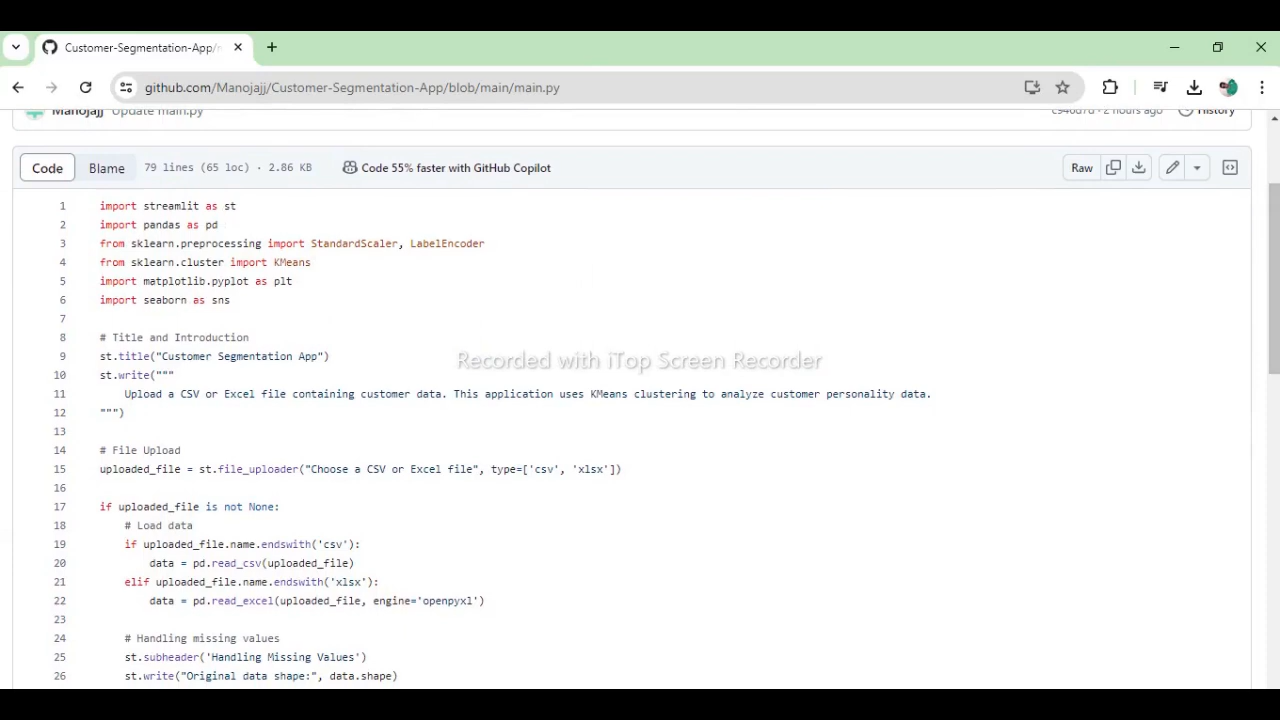 Customer-Segmentation-App/
github.com/Manojajj/Customer-Segmentation-App/blob/main/main.py
Manojajj Update main.py
c940d7d · 2 hours ago History
Code Blame 79 lines (65 loc) · 2.86 KB Code 55% faster with GitHub Copilot Raw
1 import streamlit as st
2 import pandas as pd
3 from sklearn.preprocessing import StandardScaler, LabelEncoder
4 from sklearn.cluster import KMeans
5 import matplotlib.pyplot as plt
6 import seaborn as sns
7
8 # Title and Introduction
9 st.title("Customer Segmentation App")
10 st.write("""
11 Upload a CSV or Excel file containing customer data. This application uses KMeans clustering to analyze customer personality data.
12 """)
13
14 # File Upload
15 uploaded_file = st.file_uploader("Choose a CSV or Excel file", type=['csv', 'xlsx'])
16
17 if uploaded_file is not None:
18 # Load data
19 if uploaded_file.name.endswith('csv'):
20 data = pd.read_csv(uploaded_file)
21 elif uploaded_file.name.endswith('xlsx'):
22 data = pd.read_excel(uploaded_file, engine='openpyxl')
23
24 # Handling missing values
25 st.subheader('Handling Missing Values')
26 st.write("Original data shape:", data.shape)
Recorded with iTop Screen Recorder